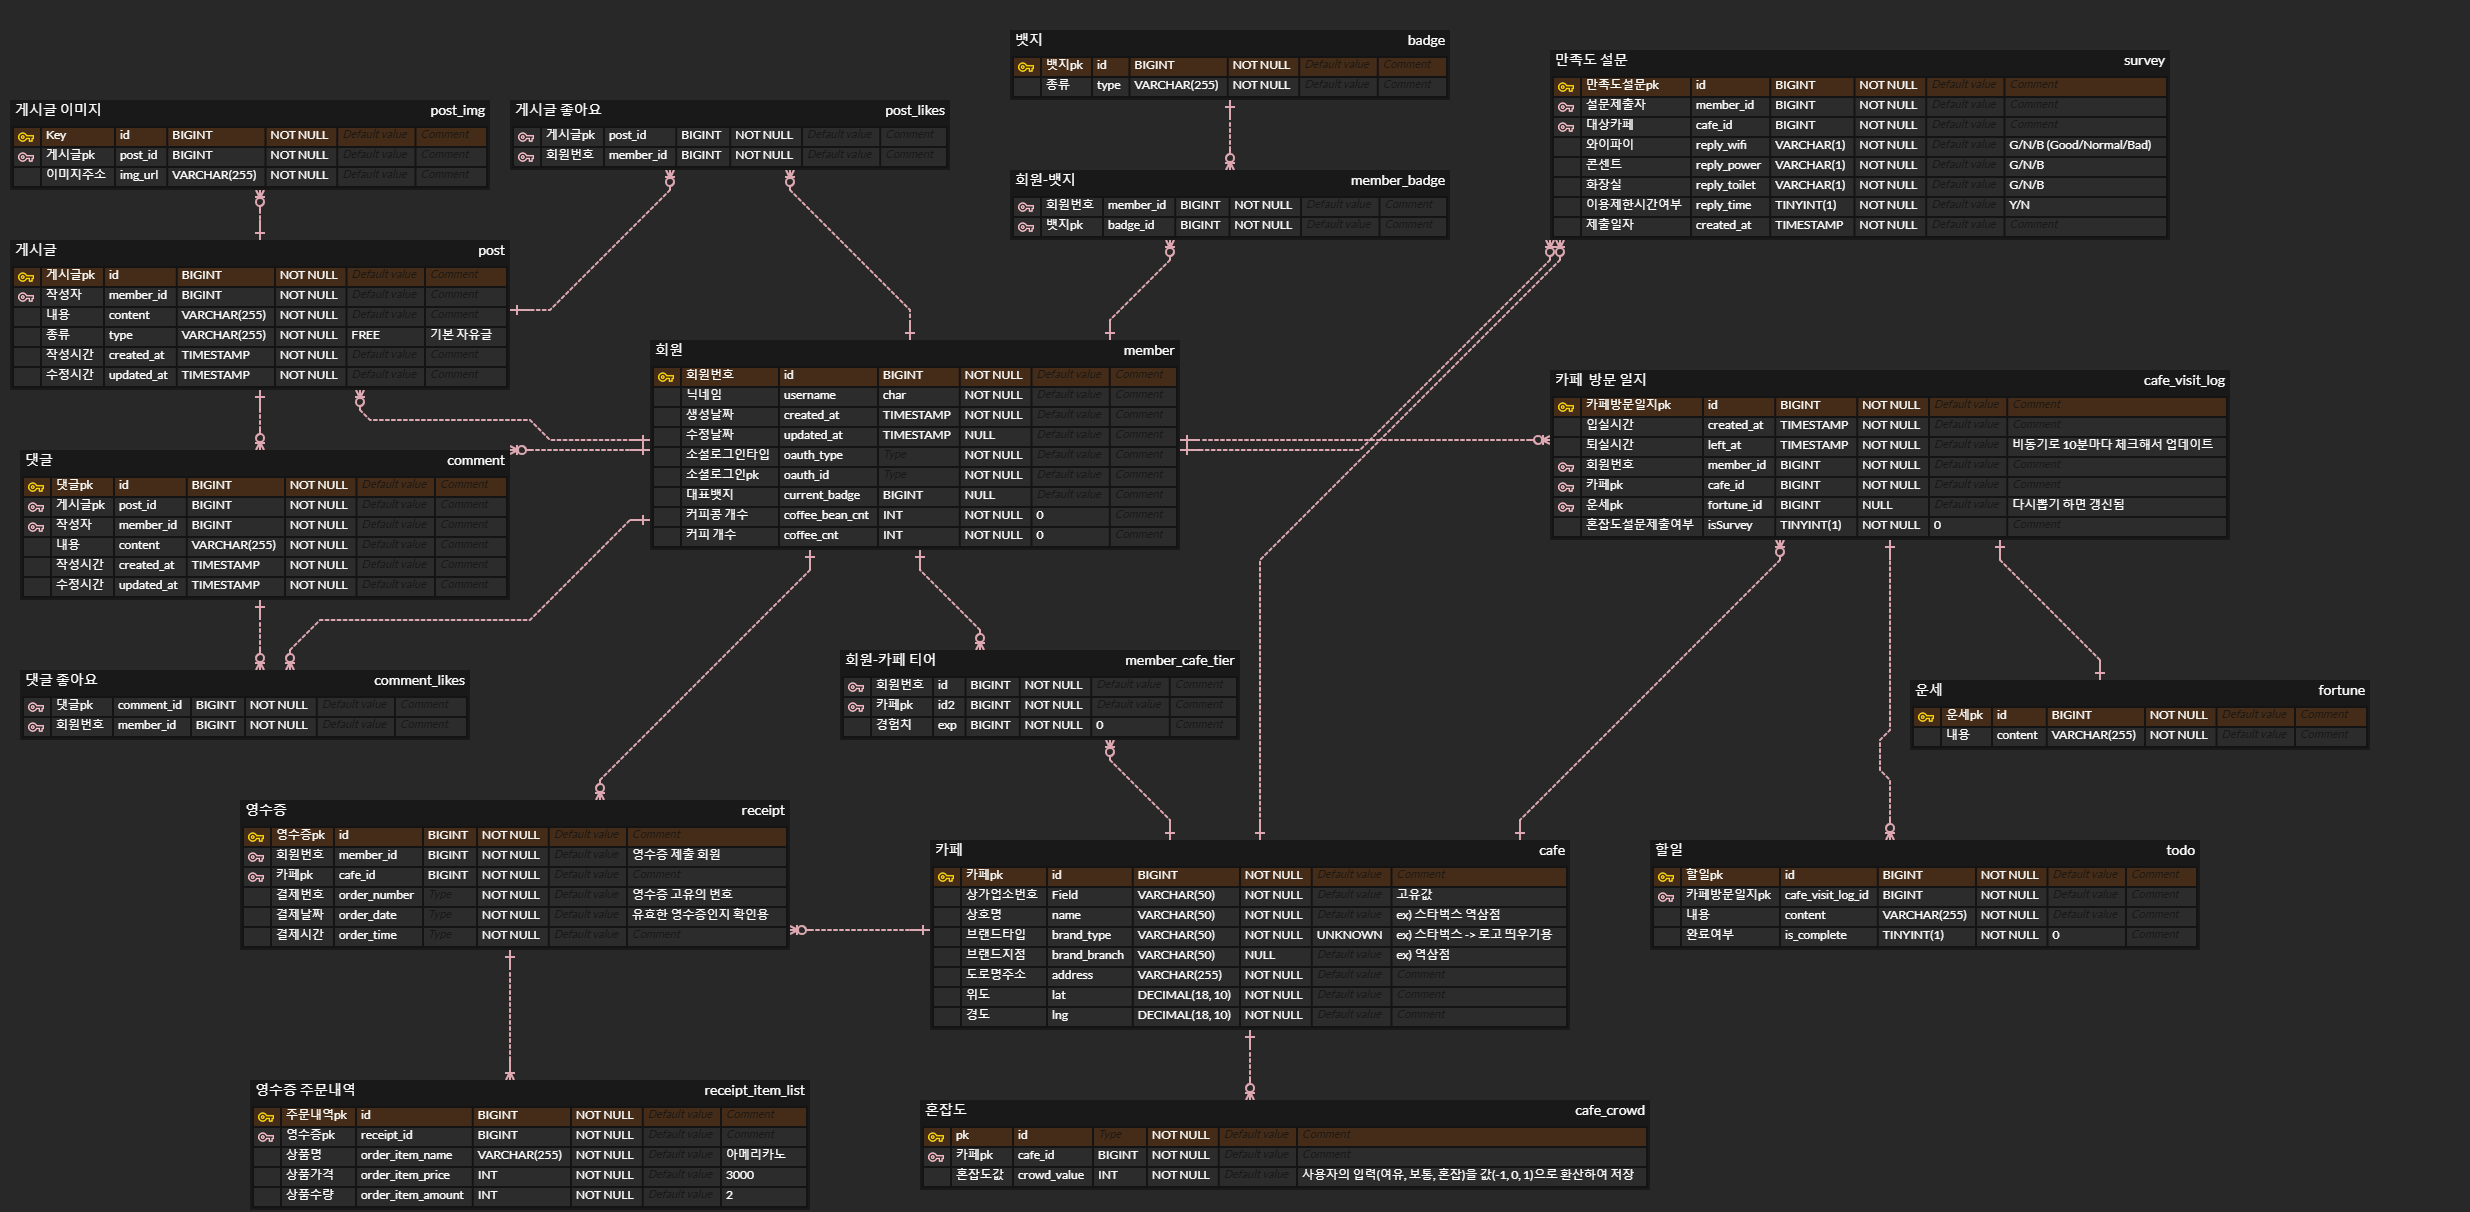 뱃지 badge
뱃지pk id BIGINT NOT NULL Default value Comment
종류 type VARCHAR(255) NOT NULL Default value Comment
만족도 설문 survey
만족도설문pk id BIGINT NOT NULL Default value Comment
설문제출자 member_id BIGINT NOT NULL Default value Comment
대상카페 cafe_id BIGINT NOT NULL Default value Comment
와이파이 reply_wifi VARCHAR(1) NOT NULL Default value G/N/B (Good/Normal/Bad)
콘센트 reply_power VARCHAR(1) NOT NULL Default value G/N/B
화장실 reply_toilet VARCHAR(1) NOT NULL Default value G/N/B
이용제한시간여부 reply_time TINYINT(1) NOT NULL Default value Y/N
제출일자 created_at TIMESTAMP NOT NULL Default value Comment
게시글 이미지 post_img
Key id BIGINT NOT NULL Default value Comment
게시글pk post_id BIGINT NOT NULL Default value Comment
이미지주소 img_url VARCHAR(255) NOT NULL Default value Comment
게시글 좋아요 post_likes
게시글pk post_id BIGINT NOT NULL Default value Comment
회원번호 member_id BIGINT NOT NULL Default value Comment
회원-뱃지 member_badge
회원번호 member_id BIGINT NOT NULL Default value Comment
뱃지pk badge_id BIGINT NOT NULL Default value Comment
게시글 post
게시글pk id BIGINT NOT NULL Default value Comment
작성자 member_id BIGINT NOT NULL Default value Comment
내용 content VARCHAR(255) NOT NULL Default value Comment
종류 type VARCHAR(255) NOT NULL FREE 기본 자유글
작성시간 created_at TIMESTAMP NOT NULL Default value Comment
수정시간 updated_at TIMESTAMP NOT NULL Default value Comment
회원 member
회원번호 id BIGINT NOT NULL Default value Comment
닉네임 username char NOT NULL Default value Comment
생성날짜 created_at TIMESTAMP NOT NULL Default value Comment
수정날짜 updated_at TIMESTAMP NULL Default value Comment
소셜로그인타입 oauth_type Type NOT NULL Default value Comment
소셜로그인pk oauth_id Type NOT NULL Default value Comment
대표뱃지 current_badge BIGINT NULL Default value Comment
커피콩 개수 coffee_bean_cnt INT NOT NULL 0 Comment
커피 개수 coffee_cnt INT NOT NULL 0 Comment
카페 방문 일지 cafe_visit_log
카페방문일지pk id BIGINT NOT NULL Default value Comment
입실시간 created_at TIMESTAMP NOT NULL Default value Comment
퇴실시간 left_at TIMESTAMP NOT NULL Default value 비동기로 10분마다 체크해서 업데이트
회원번호 member_id BIGINT NOT NULL Default value Comment
카페pk cafe_id BIGINT NOT NULL Default value Comment
운세pk fortune_id BIGINT NULL Default value 다시뽑기 하면 갱신됨
혼잡도설문제출여부 isSurvey TINYINT(1) NOT NULL 0 Comment
댓글 comment
댓글pk id BIGINT NOT NULL Default value Comment
게시글pk post_id BIGINT NOT NULL Default value Comment
작성자 member_id BIGINT NOT NULL Default value Comment
내용 content VARCHAR(255) NOT NULL Default value Comment
작성시간 created_at TIMESTAMP NOT NULL Default value Comment
수정시간 updated_at TIMESTAMP NOT NULL Default value Comment
댓글 좋아요 comment_likes
댓글pk comment_id BIGINT NOT NULL Default value Comment
회원번호 member_id BIGINT NOT NULL Default value Comment
회원-카페 티어 member_cafe_tier
회원번호 id BIGINT NOT NULL Default value Comment
카페pk id2 BIGINT NOT NULL Default value Comment
경험치 exp BIGINT NOT NULL 0 Comment
운세 fortune
운세pk id BIGINT NOT NULL Default value Comment
내용 content VARCHAR(255) NOT NULL Default value Comment
영수증 receipt
영수증pk id BIGINT NOT NULL Default value Comment
회원번호 member_id BIGINT NOT NULL Default value 영수증 제출 회원
카페pk cafe_id BIGINT NOT NULL Default value Comment
결제번호 order_number Type NOT NULL Default value 영수증 고유의 번호
결제날짜 order_date Type NOT NULL Default value 유효한 영수증인지 확인용
결제시간 order_time Type NOT NULL Default value Comment
카페 cafe
카페pk id BIGINT NOT NULL Default value Comment
상가업소번호 Field VARCHAR(50) NOT NULL Default value 고유값
상호명 name VARCHAR(50) NOT NULL Default value ex) 스타벅스 역삼점
브랜드타입 brand_type VARCHAR(50) NOT NULL UNKNOWN ex) 스타벅스 -> 로고 띄우기용
브랜드지점 brand_branch VARCHAR(50) NULL Default value ex) 역삼점
도로명주소 address VARCHAR(255) NOT NULL Default value Comment
위도 lat DECIMAL(18, 10) NOT NULL Default value Comment
경도 lng DECIMAL(18, 10) NOT NULL Default value Comment
할일 todo
할일pk id BIGINT NOT NULL Default value Comment
카페방문일지pk cafe_visit_log_id BIGINT NOT NULL Default value Comment
내용 content VARCHAR(255) NOT NULL Default value Comment
완료여부 is_complete TINYINT(1) NOT NULL 0 Comment
영수증 주문내역 receipt_item_list
주문내역pk id BIGINT NOT NULL Default value Comment
영수증pk receipt_id BIGINT NOT NULL Default value Comment
상품명 order_item_name VARCHAR(255) NOT NULL Default value 아메리카노
상품가격 order_item_price INT NOT NULL Default value 3000
상품수량 order_item_amount INT NOT NULL Default value 2
혼잡도 cafe_crowd
pk id Type NOT NULL Default value Comment
카페pk cafe_id BIGINT NOT NULL Default value Comment
혼잡도값 crowd_value INT NOT NULL Default value 사용자의 입력(여유, 보통, 혼잡)을 값(-1, 0, 1)으로 환산하여 저장